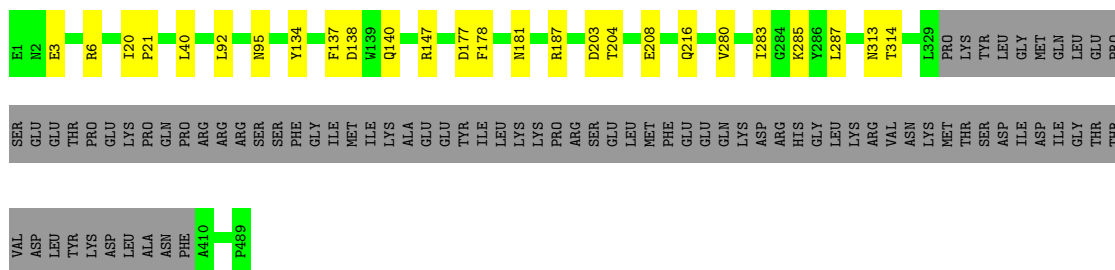 E1 N2 E3 R6 I20 P21 L40 L92 N95 Y134 F137 D138 W139 Q140 R147 D177 F178 N181 R187 D203 T204 E208 Q216 V280 I283 G284 K285 Y286 L287 N313 T314 L329 PRO LYS TYR LEU GLY MET GLN LEU GLU PRO
SER GLU GLU THR PRO GLU LYS PRO GLN PRO ARG ARG ARG SER SER PHE GLY ILE MET ILE LYS ALA GLU GLU TYR ILE LEU LYS LYS PRO ARG SER GLU LEU MET PHE GLU GLU GLN LYS ASP ARG HIS GLY LEU LYS ARG VAL ASN LYS MET THR SER ASP ILE ASP ILE GLY THR THR
VAL ASP LEU TYR LYS ASP LEU ALA ASN PHE A410 P489